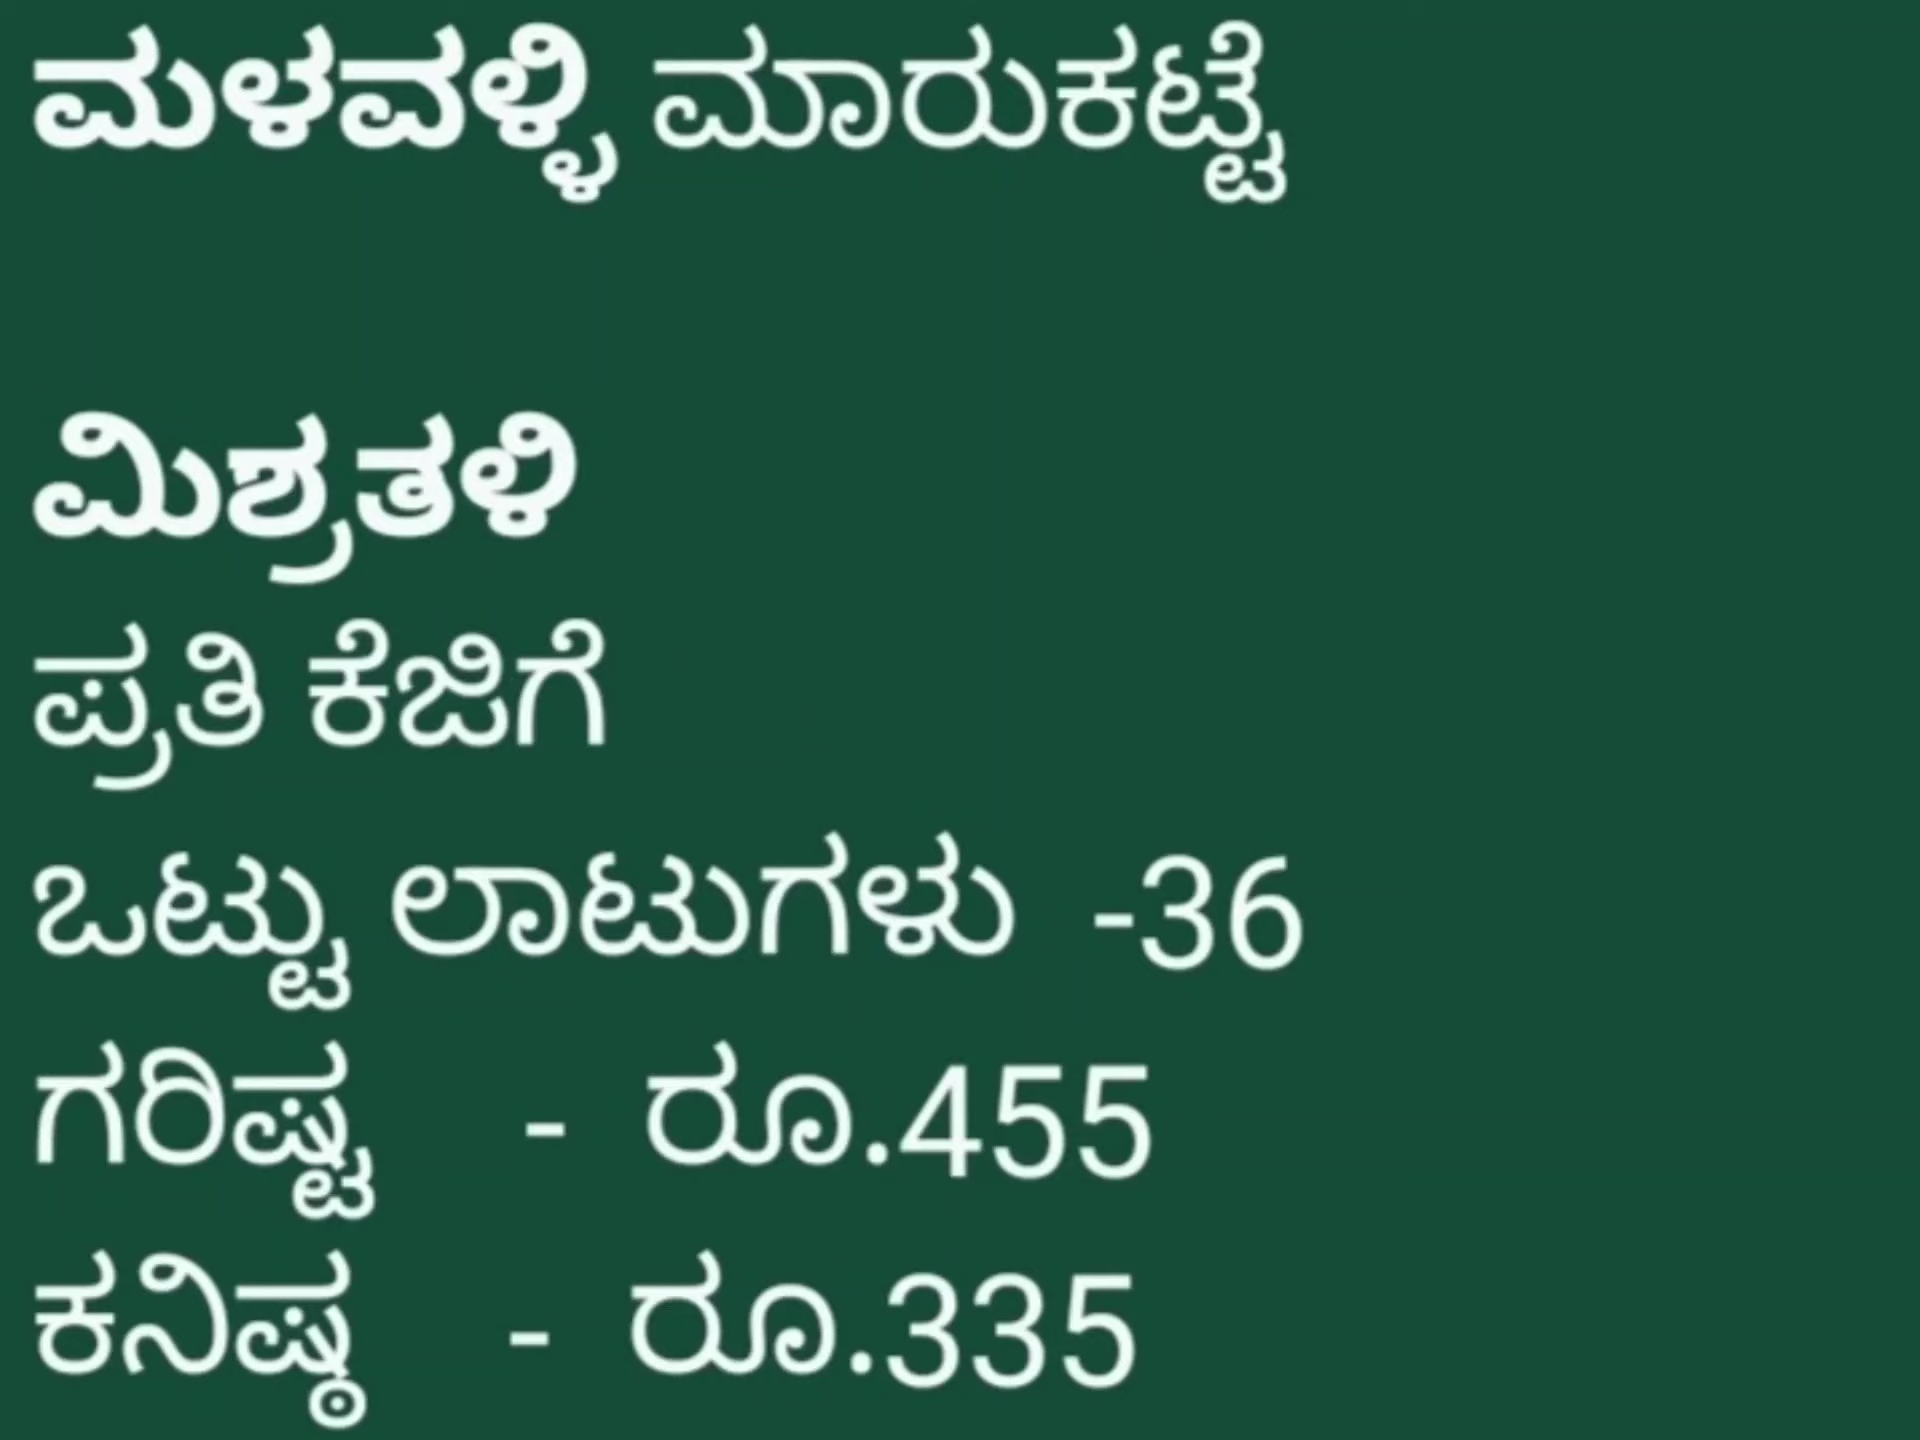 ಮಳವಳ್ಳಿ ಮಾರುಕಟ್ಟೆ
ಮಿಶ್ರತಳಿ
ಪ್ರತಿ ಕೆಜಿಗೆ
ಒಟ್ಟು ಲಾಟುಗಳು -36
ಗರಿಷ್ಟ - ರೂ.455
ಕನಿಷ್ಠ - ರೂ.335